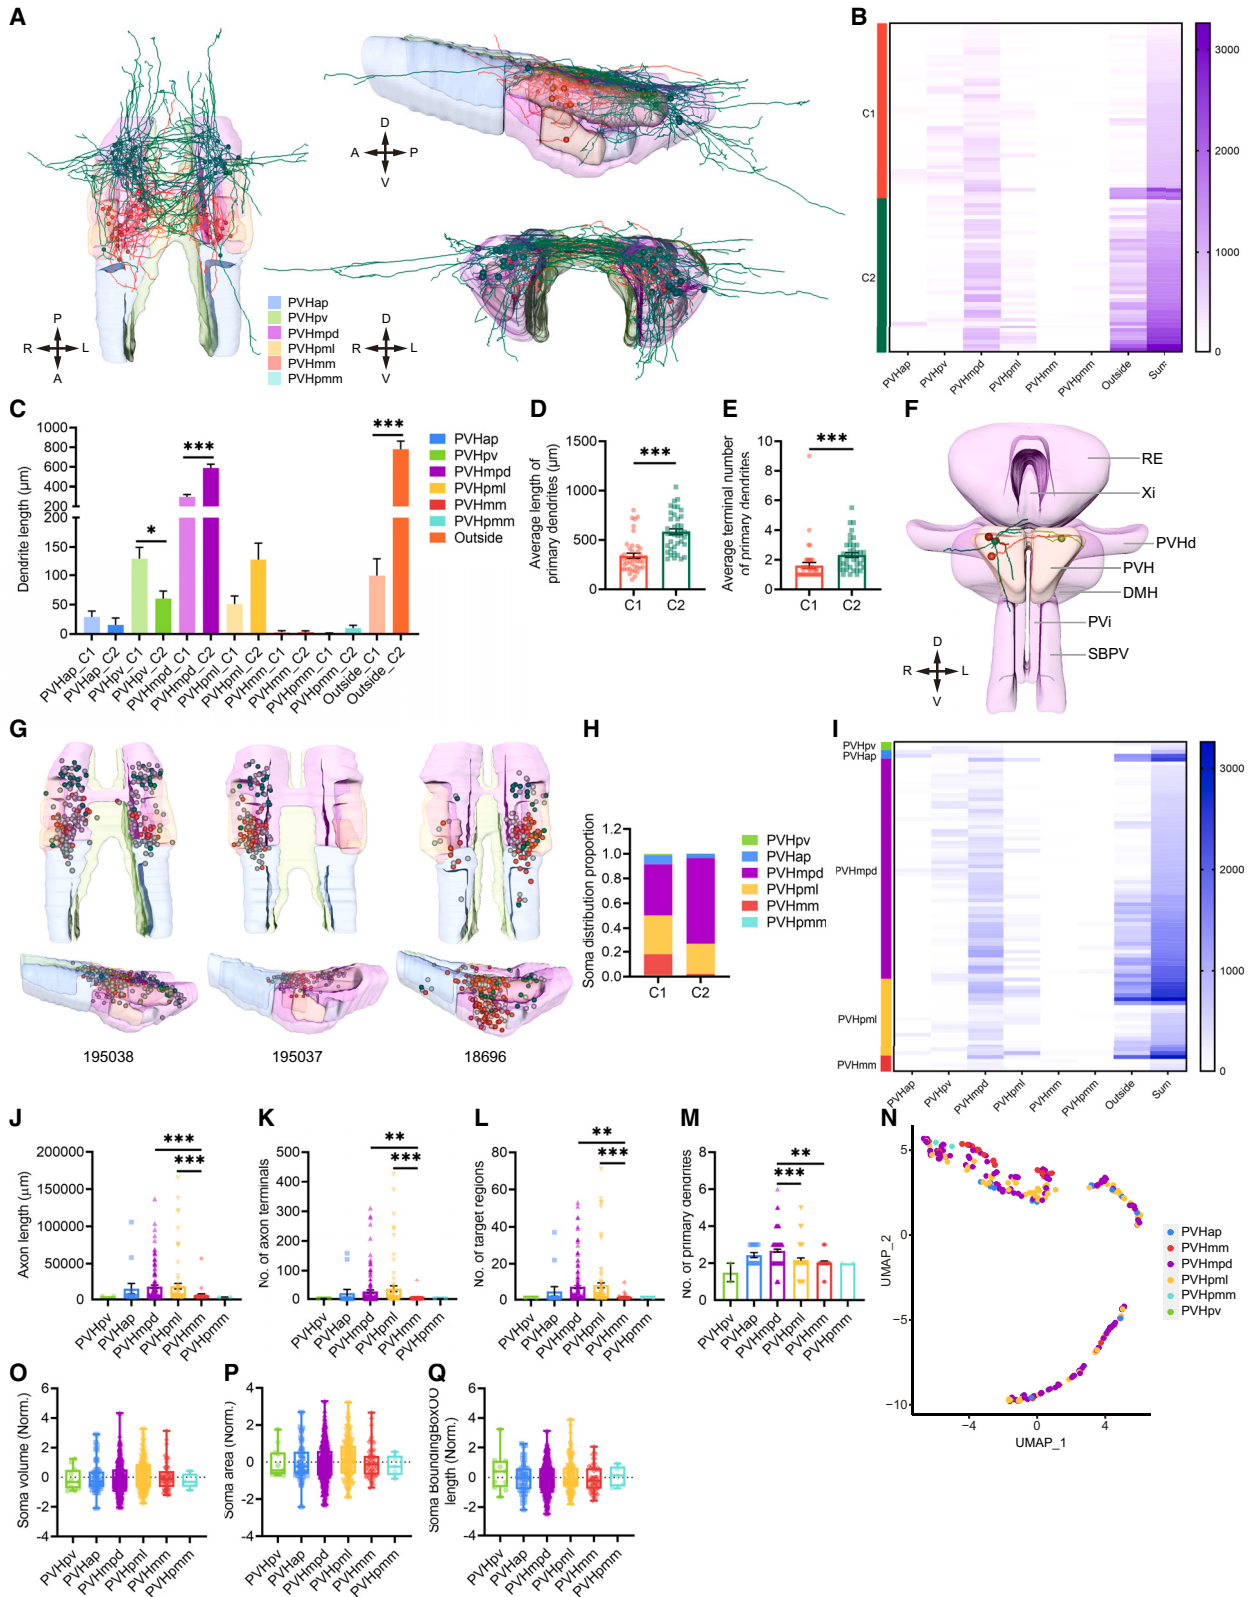 A
D
A P
V
P
R L
A
D
R L
V
PVHap
PVHpv
PVHmpd
PVHpml
PVHmm
PVHpmm
B
C1
C2
3000
2000
1000
0
PVHap
PVHpv
PVHmpd
PVHpml
PVHmm
PVHpmm
Outside
Sum
C
Dendrite length (µm)
1000
800
600
400
200
200
150
100
50
0
***
*
***
PVHap_C1
PVHap_C2
PVHpv_C1
PVHpv_C2
PVHmpd_C1
PVHmpd_C2
PVHpml_C1
PVHpml_C2
PVHmm_C1
PVHmm_C2
PVHpmm_C1
PVHpmm_C2
Outside_C1
Outside_C2
PVHap
PVHpv
PVHmpd
PVHpml
PVHmm
PVHpmm
Outside
D
Average length of
primary dendrites (µm)
1500
1000
500
0
***
C1
C2
E
Average terminal number
of primary dendrites
10
8
6
4
2
0
***
C1
C2
F
RE
Xi
PVHd
PVH
DMH
PVi
SBPV
D
R L
V
G
195038
195037
18696
H
Soma distribution proportion
1.2
1.0
0.8
0.6
0.4
0.2
0.0
C1
C2
PVHpv
PVHap
PVHmpd
PVHpml
PVHmm
PVHpmm
I
PVHpv
PVHap
PVHmpd
PVHpml
PVHmm
3000
2000
1000
0
PVHap
PVHpv
PVHmpd
PVHpml
PVHmm
PVHpmm
Outside
Sum
J
Axon length (µm)
200000
150000
100000
50000
0
***
***
PVHpv
PVHap
PVHmpd
PVHpml
PVHmm
PVHpmm
K
No. of axon terminals
500
400
300
200
100
0
**
***
PVHpv
PVHap
PVHmpd
PVHpml
PVHmm
PVHpmm
L
No. of target regions
80
60
40
20
0
**
***
PVHpv
PVHap
PVHmpd
PVHpml
PVHmm
PVHpmm
M
No. of primary dendrites
8
6
4
2
0
**
***
PVHpv
PVHap
PVHmpd
PVHpml
PVHmm
PVHpmm
N
UMAP_2
5
0
−5
−10
−4
0
4
UMAP_1
PVHap
PVHmm
PVHmpd
PVHpml
PVHpmm
PVHpv
O
Soma volume (Norm.)
6
4
2
0
-2
-4
PVHpv
PVHap
PVHmpd
PVHpml
PVHmm
PVHpmm
P
Soma area (Norm.)
4
2
0
-2
-4
PVHpv
PVHap
PVHmpd
PVHpml
PVHmm
PVHpmm
Q
Soma BoundingBoxOO
length (Norm.)
6
4
2
0
-2
-4
PVHpv
PVHap
PVHmpd
PVHpml
PVHmm
PVHpmm